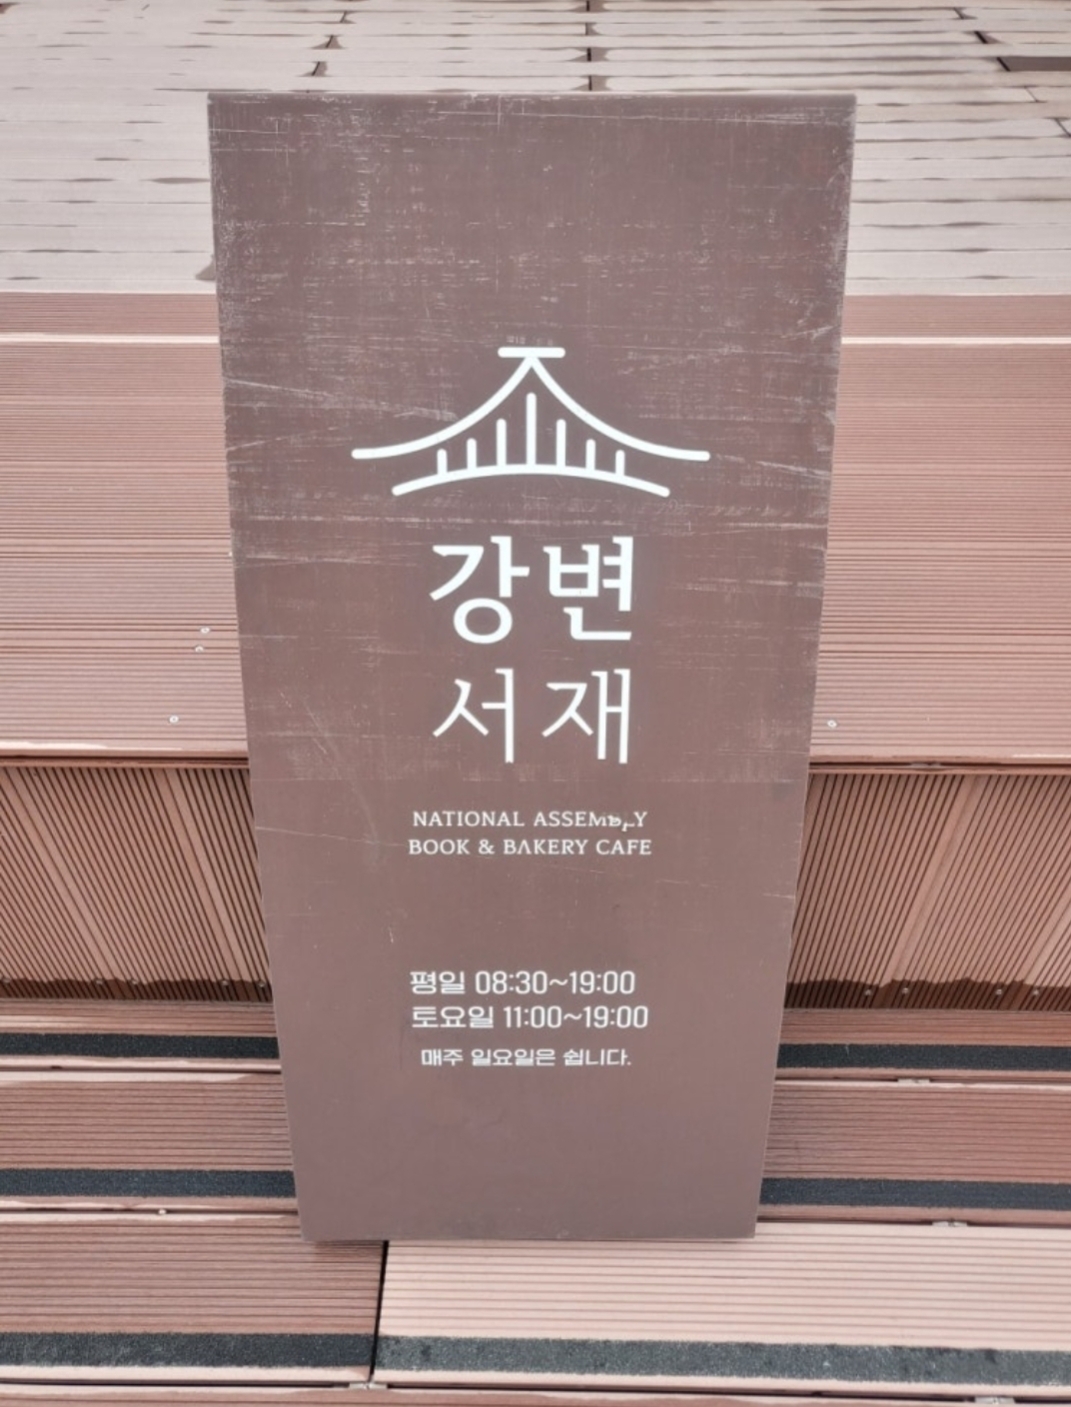 강변
서재
NATIONAL ASSEMBLY
BOOK & BAKERY CAFE
평일 08:30~19:00
토요일 11:00~19:00
매주 일요일은 쉽니다.